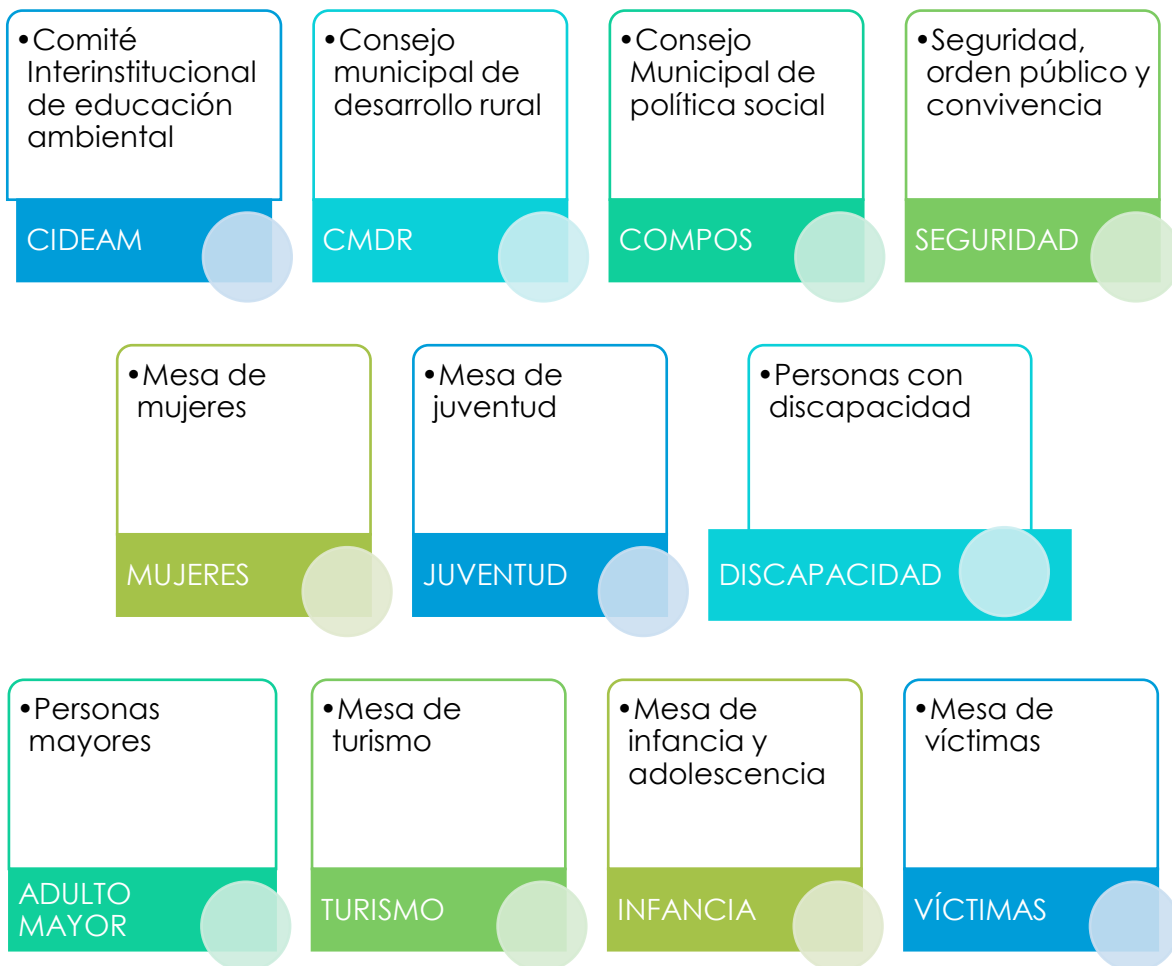 •Comité
Interinstitucional
de educación
ambiental
CIDEAM
•Consejo
municipal de
desarrollo rural
CMDR
•Consejo
Municipal de
política social
COMPOS
•Seguridad,
orden público y
convivencia
SEGURIDAD
•Mesa de
mujeres
MUJERES
•Mesa de
juventud
JUVENTUD
•Personas con
discapacidad
DISCAPACIDAD
•Personas
mayores
ADULTO
MAYOR
•Mesa de
turismo
TURISMO
•Mesa de
infancia y
adolescencia
INFANCIA
•Mesa de
víctimas
VÍCTIMAS